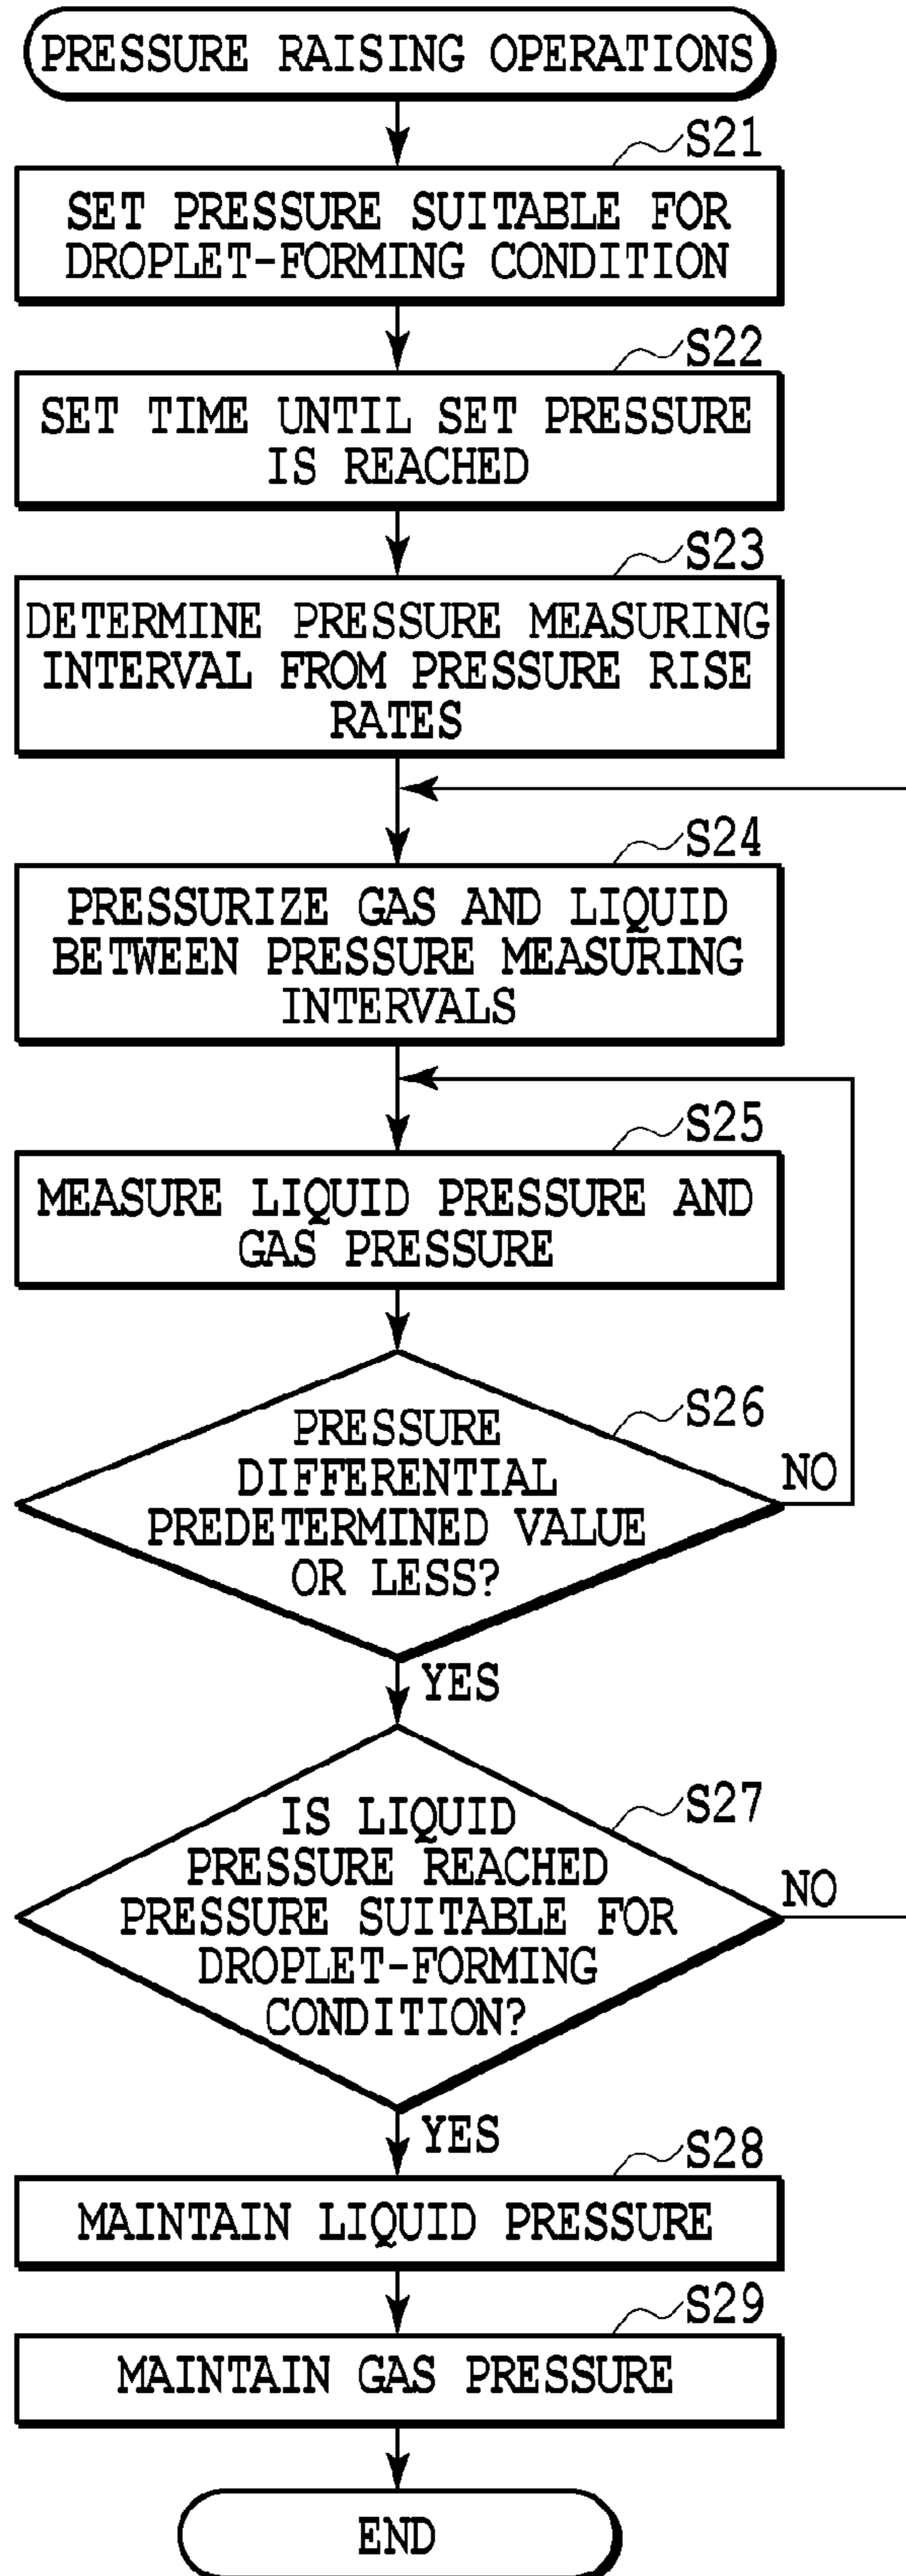 PRESSURE RAISING OPERATIONS
S21
SET PRESSURE SUITABLE FOR
DROPLET-FORMING CONDITION
S22
SET TIME UNTIL SET PRESSURE
IS REACHED
S23
DETERMINE PRESSURE MEASURING
INTERVAL FROM PRESSURE RISE
RATES
S24
PRESSURIZE GAS AND LIQUID
BETWEEN PRESSURE MEASURING
INTERVALS
S25
MEASURE LIQUID PRESSURE AND
GAS PRESSURE
S26
PRESSURE
DIFFERENTIAL
PREDETERMINED VALUE
OR LESS?
NO
YES
S27
IS LIQUID
PRESSURE REACHED
PRESSURE SUITABLE FOR
DROPLET-FORMING
CONDITION?
NO
YES
S28
MAINTAIN LIQUID PRESSURE
S29
MAINTAIN GAS PRESSURE
END